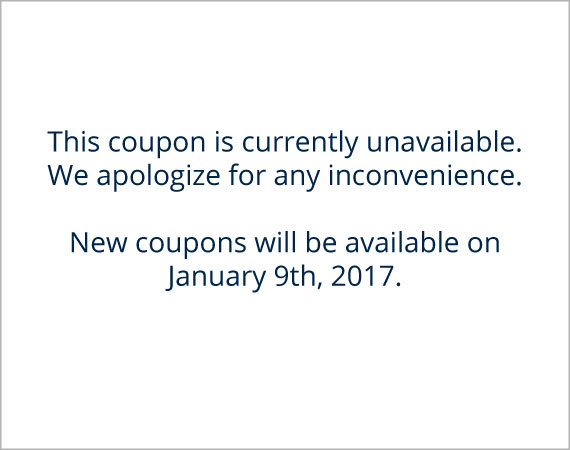 This coupon is currently unavailable.
We apologize for any inconvenience.
New coupons will be available on
January 9th, 2017.